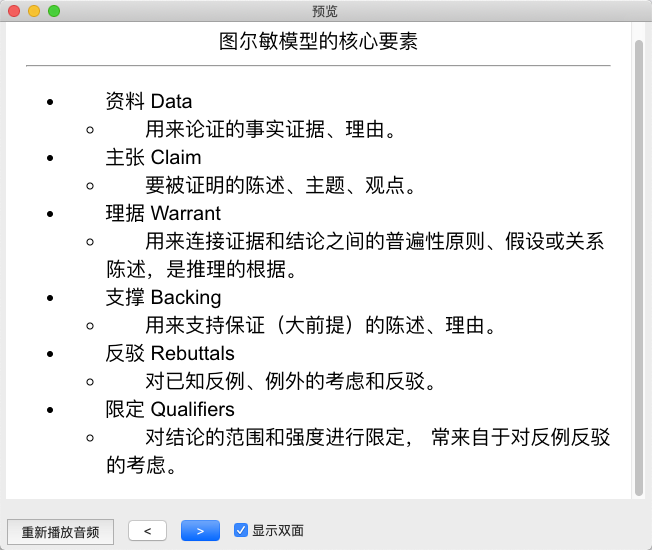 预览
图尔敏模型的核心要素
资料 Data
用来论证的事实证据、理由。
主张 Claim
要被证明的陈述、主题、观点。
理据 Warrant
用来连接证据和结论之间的普遍性原则、假设或关系
陈述，是推理的根据。
支撑 Backing
用来支持保证（大前提）的陈述、理由。
反驳 Rebuttals
对已知反例、例外的考虑和反驳。
限定 Qualifiers
对结论的范围和强度进行限定， 常来自于对反例反驳
的考虑。
重新播放音频 < > 显示双面